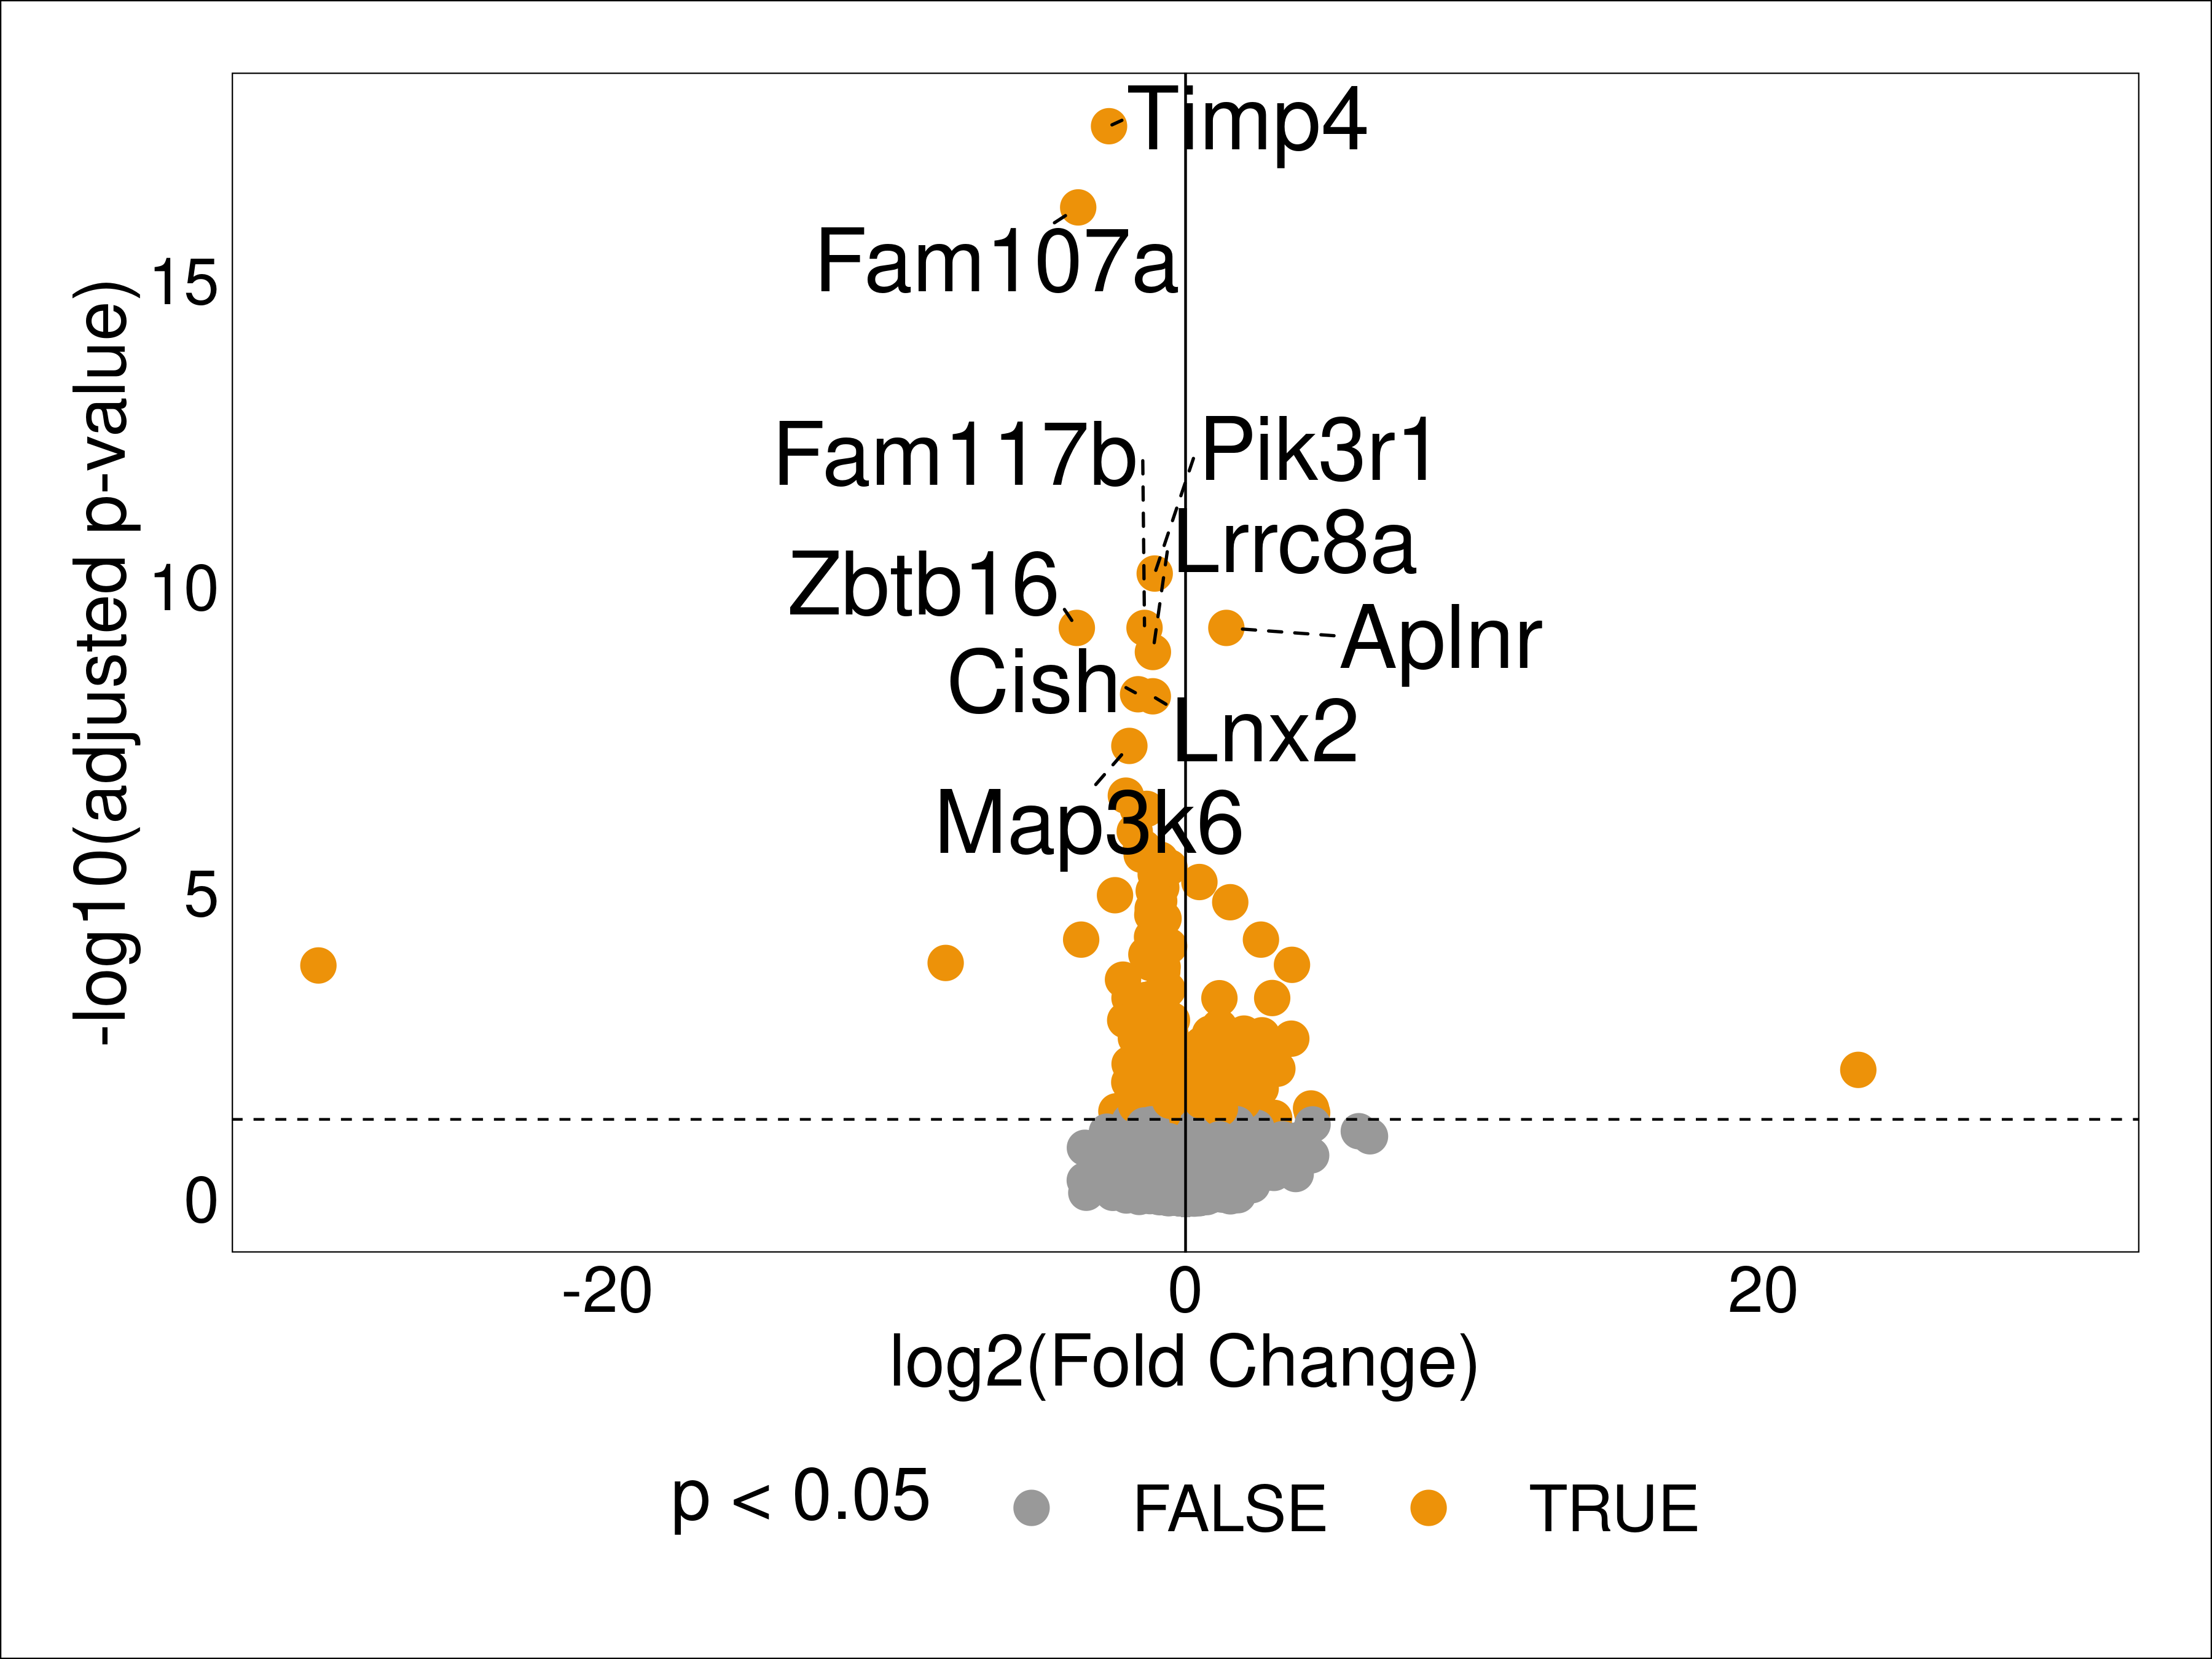 Timp4
Fam107a
15
Fam117b
Pik3r1
Lrrc8a
Zbtb16
10
Aplnr
Cish
Lnx2
Map3k6
5
0
-log10(adjusted p-value)
-20
0
20
log2(Fold Change)
p < 0.05
FALSE
TRUE